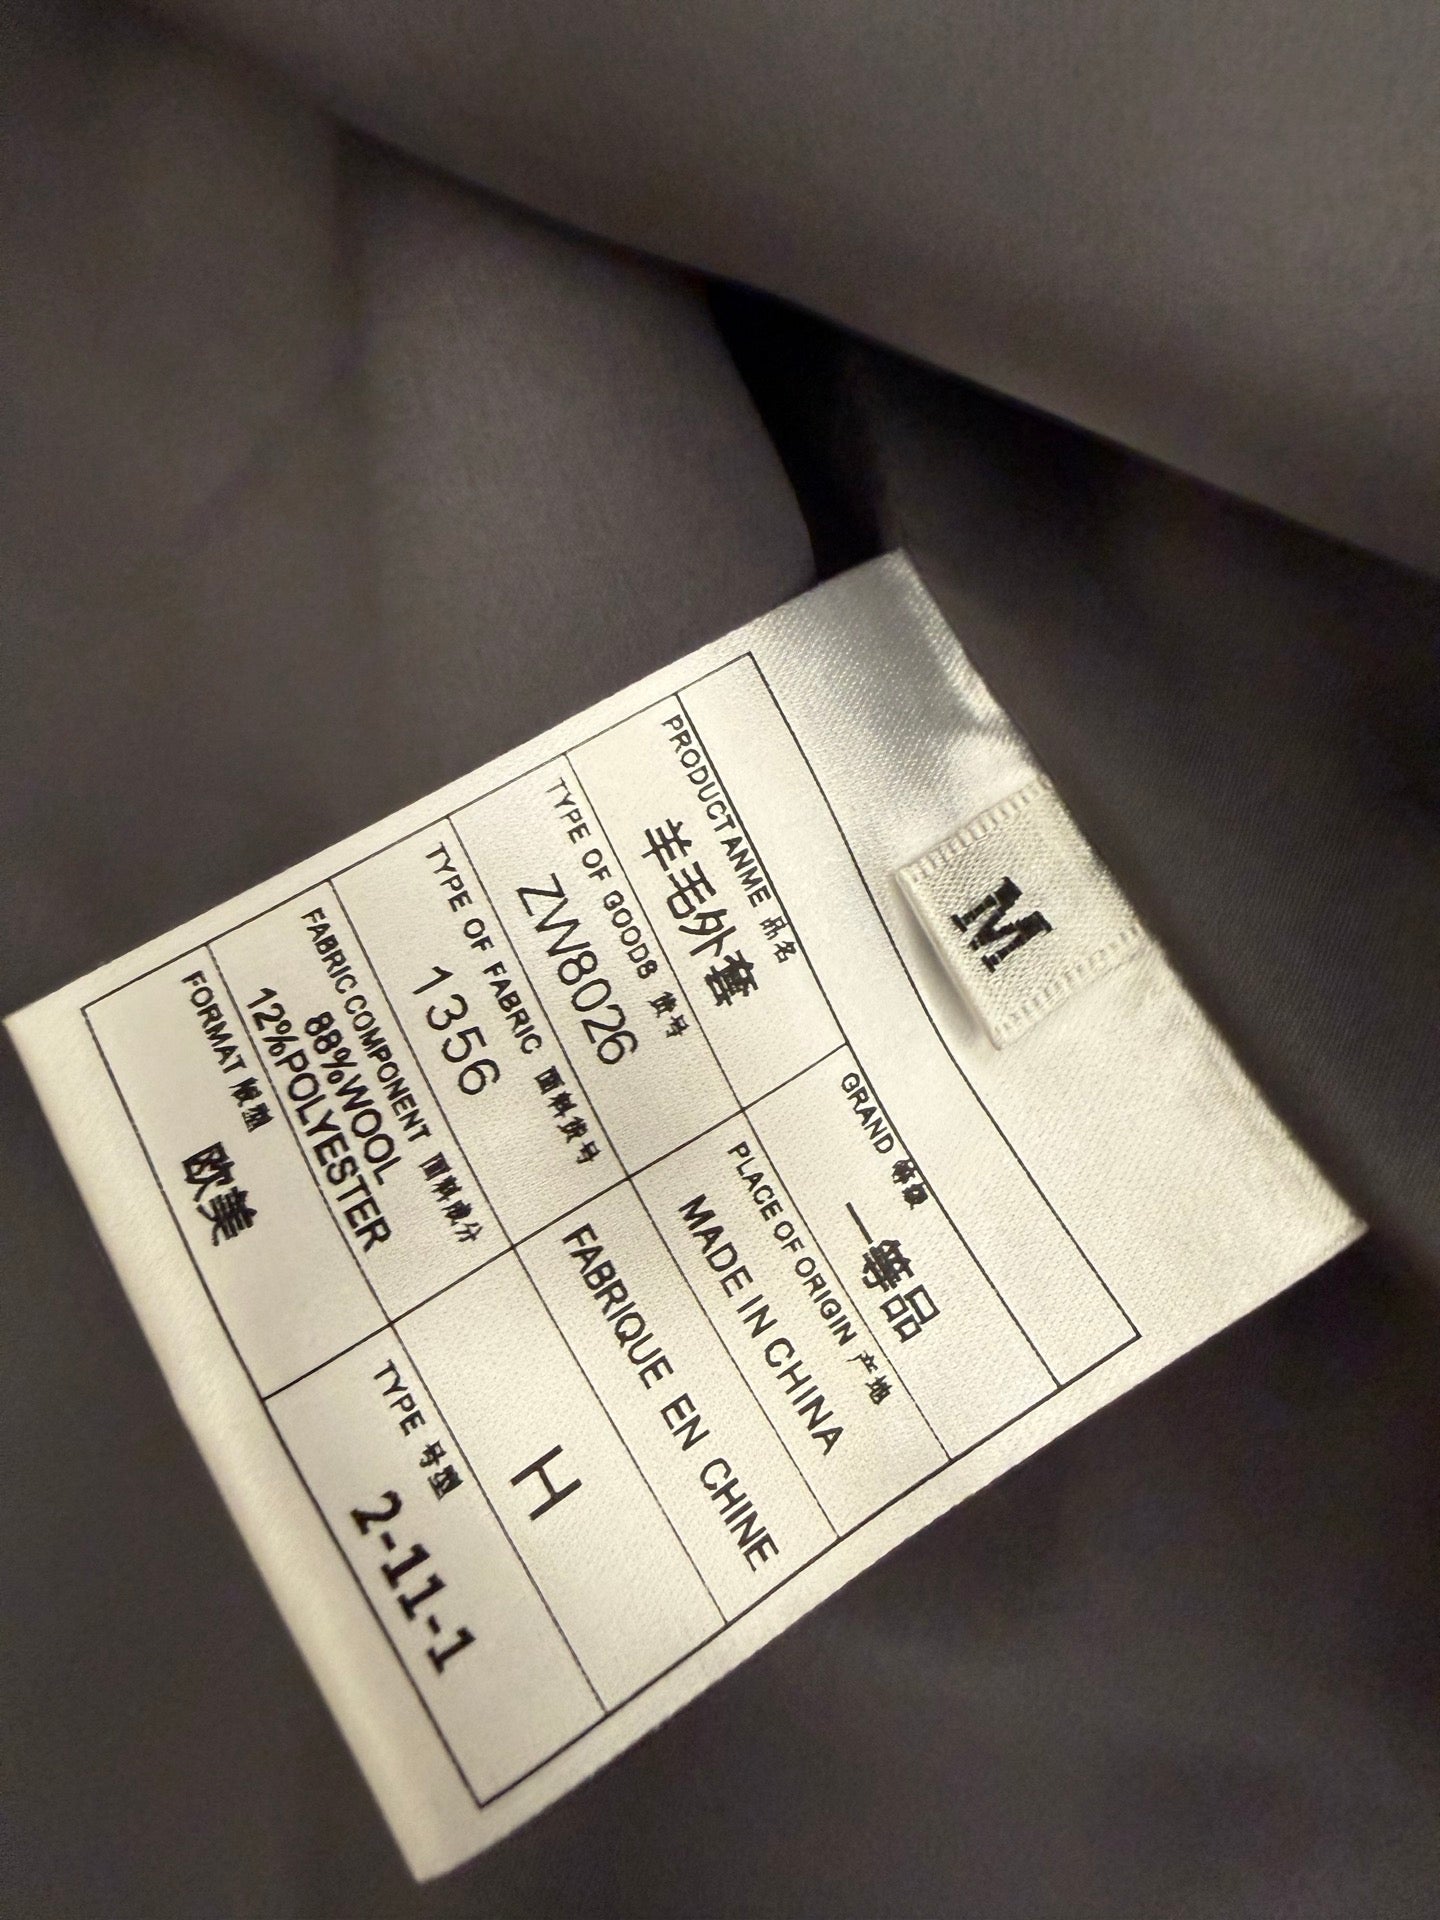 M
PRODUCTANME 品名
羊毛外套
GRAND 等级
一等品
TYPE OF GOODS 货号
ZW8026
PLACE OF ORIGIN 产地
MADE IN CHINA
TYPE OF FABRIC 面料货号
1356
FABRIQUE EN CHINE
FABRIC COMPONENT 面料成分
88%WOOL
12%POLYESTER
H
FORMAT 版型
欧美
TYPE 号型
2-11-1